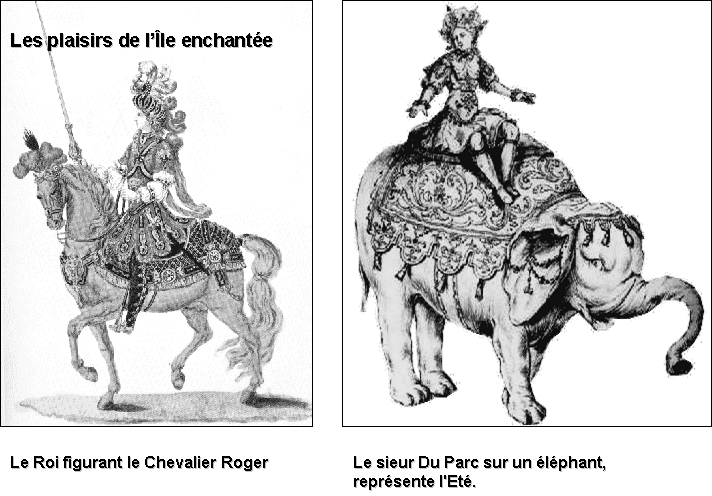 Les plaisirs de l'Île enchantée
Le Roi figurant le Chevalier Roger
Le sieur Du Parc sur un éléphant,
représente l'Eté.